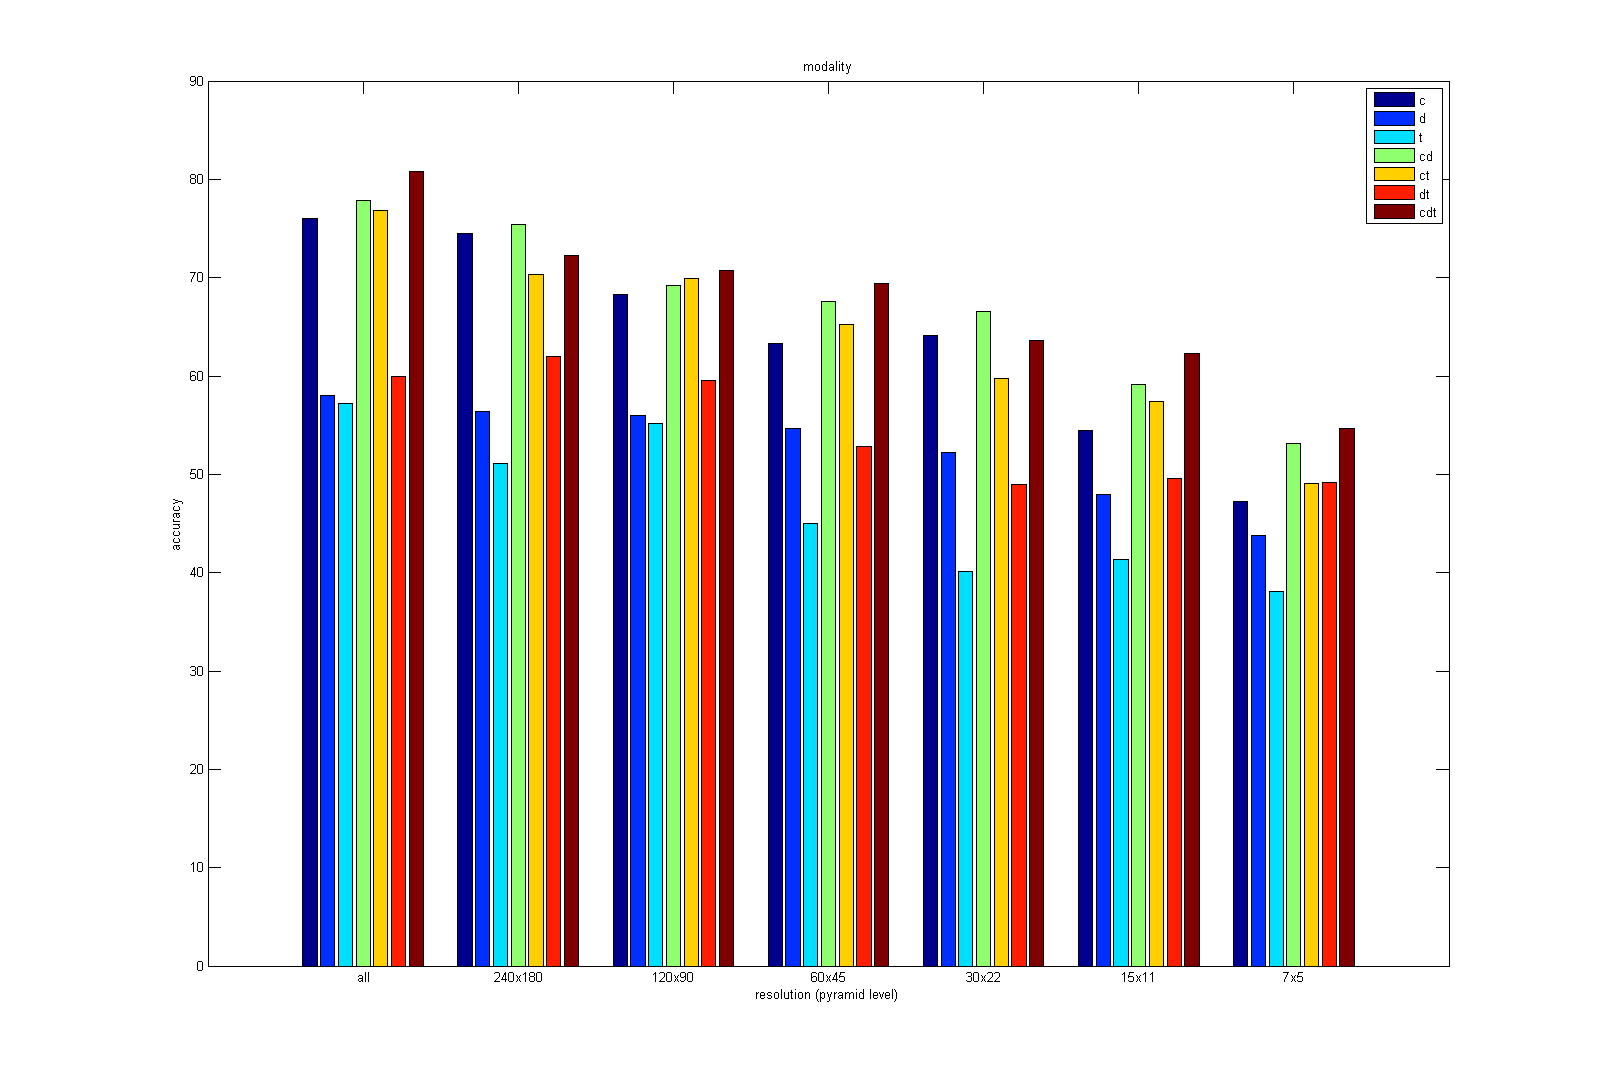 modality
90
80
70
60
50
40
30
20
10
0
accuracy
c
d
t
cd
ct
dt
cdt
all 240x180 120x90 60x45 30x22 15x11 7x5
resolution (pyramid level)